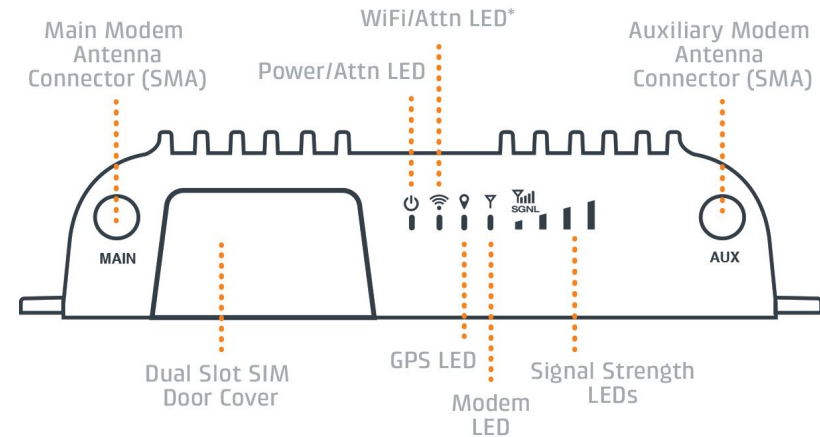 WiFi/Attn LED*
Main Modem
Antenna
Connector (SMA)
Power/Attn LED
Auxiliary Modem
Antenna
Connector (SMA)
SGNL
MAIN
AUX
Dual Slot SIM
Door Cover
GPS LED
Modem
LED
Signal Strength
LEDs